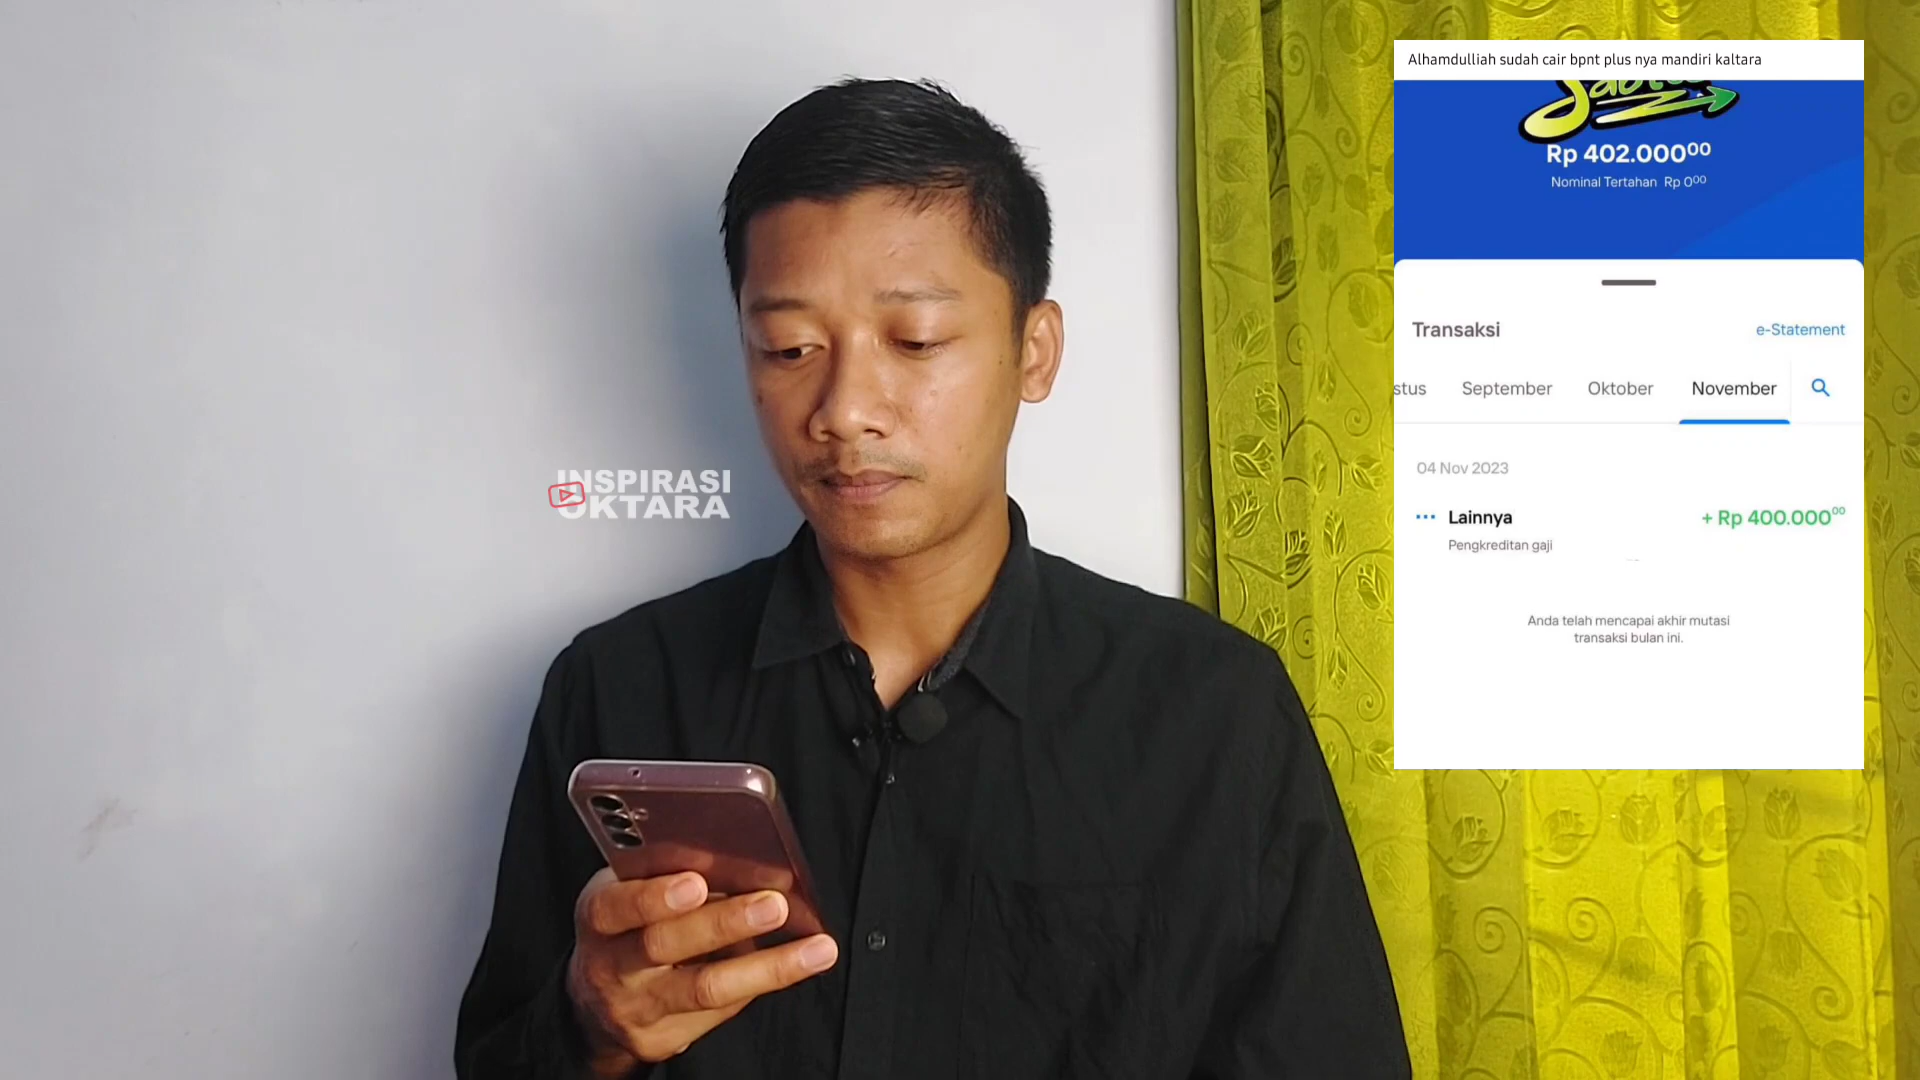 Alhamdulliah sudah cair bpnt plus nya mandiri kaltara
Rp 402.000⁰⁰
Nominal Tertahan Rp 0⁰⁰
Transaksi
e-Statement
stus September Oktober November
04 Nov 2023
Lainnya
+ Rp 400.000⁰⁰
Pengkreditan gaji
Anda telah mencapai akhir mutasi
transaksi bulan ini.
INSPIRASI
OKTARA